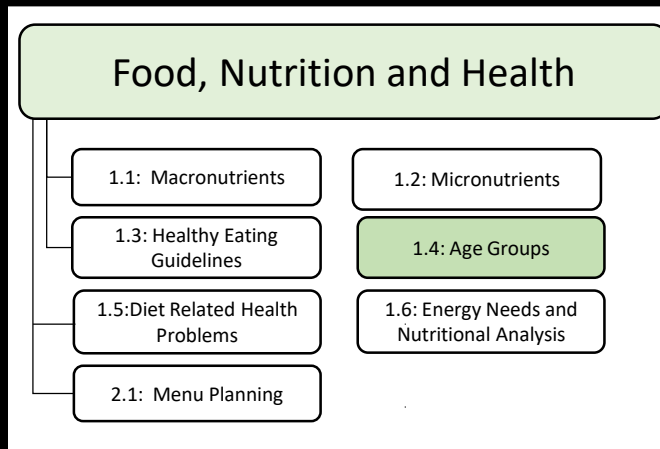 Food, Nutrition and Health
1.1: Macronutrients
1.2: Micronutrients
1.3: Healthy Eating
Guidelines
1.4: Age Groups
1.5:Diet Related Health
Problems
1.6: Energy Needs and
Nutritional Analysis
2.1: Menu Planning